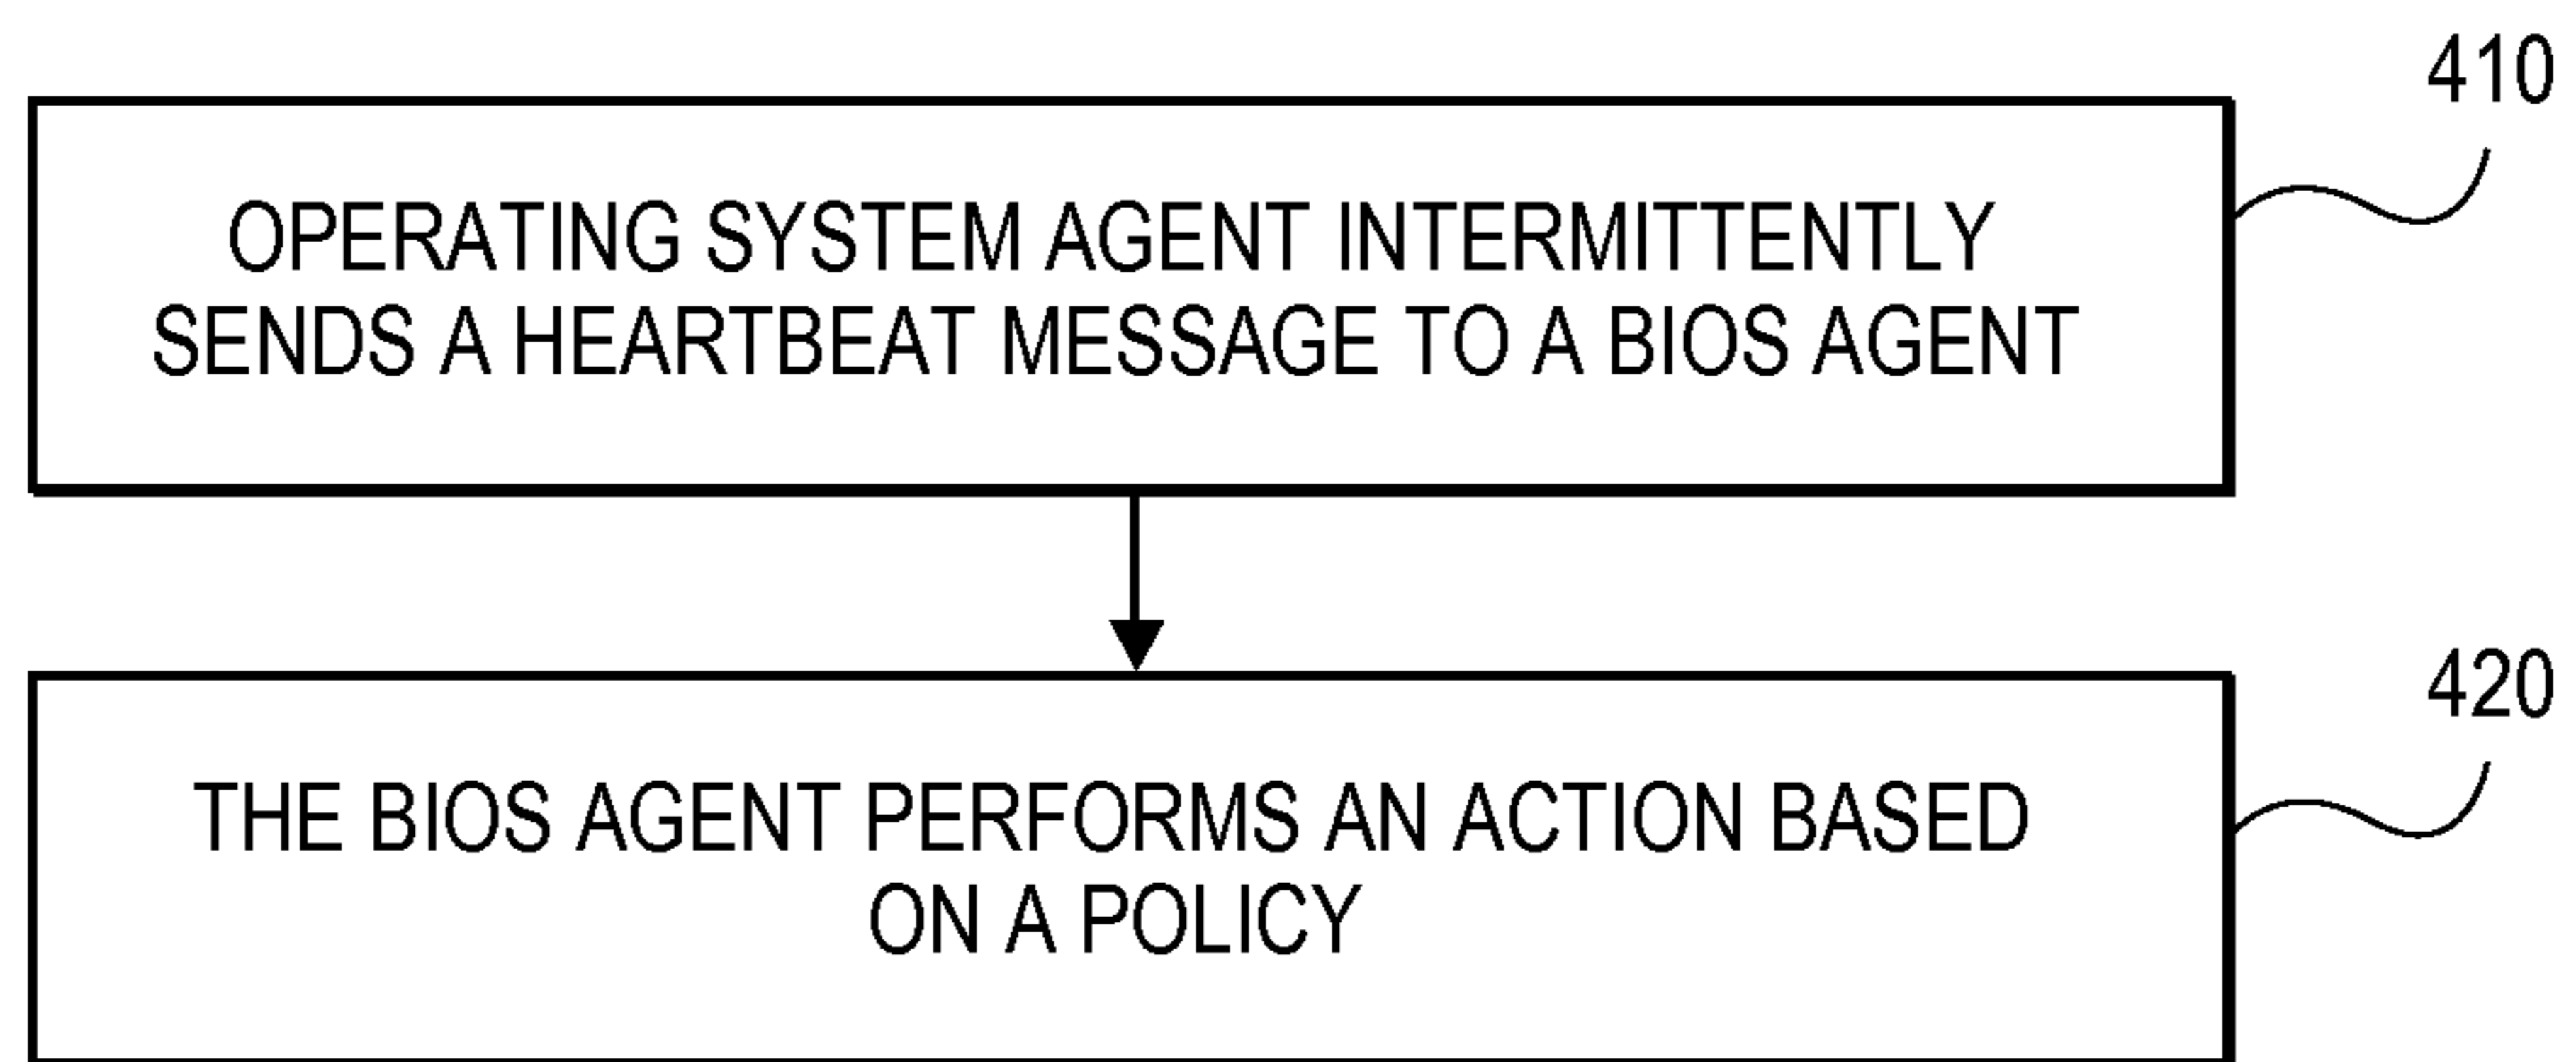 410
OPERATING SYSTEM AGENT INTERMITTENTLY
SENDS A HEARTBEAT MESSAGE TO A BIOS AGENT
420
THE BIOS AGENT PERFORMS AN ACTION BASED
ON A POLICY